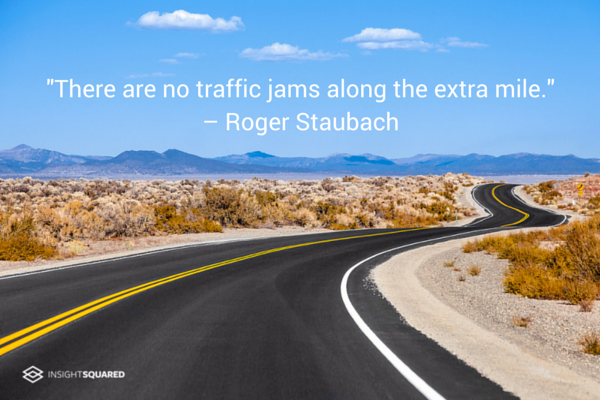 "There are no traffic jams along the extra mile."
– Roger Staubach
INSIGHTSQUARED